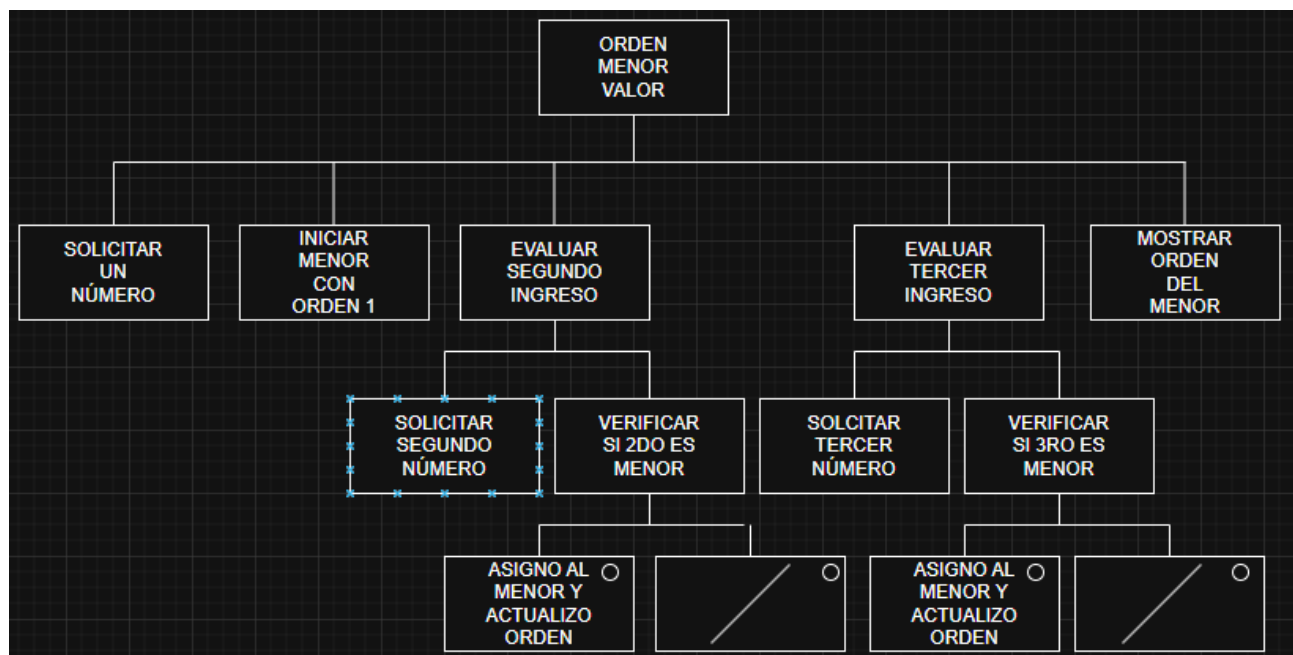 ORDEN
MENOR
VALOR
SOLICITAR
UN
NÚMERO
INICIAR
MENOR
CON
ORDEN 1
EVALUAR
SEGUNDO
INGRESO
EVALUAR
TERCER
INGRESO
MOSTRAR
ORDEN
DEL
MENOR
SOLICITAR
SEGUNDO
NÚMERO
VERIFICAR
SI 2DO ES
MENOR
SOLCITAR
TERCER
NÚMERO
VERIFICAR
SI 3RO ES
MENOR
ASIGNO AL
MENOR Y
ACTUALIZO
ORDEN
ASIGNO AL
MENOR Y
ACTUALIZO
ORDEN